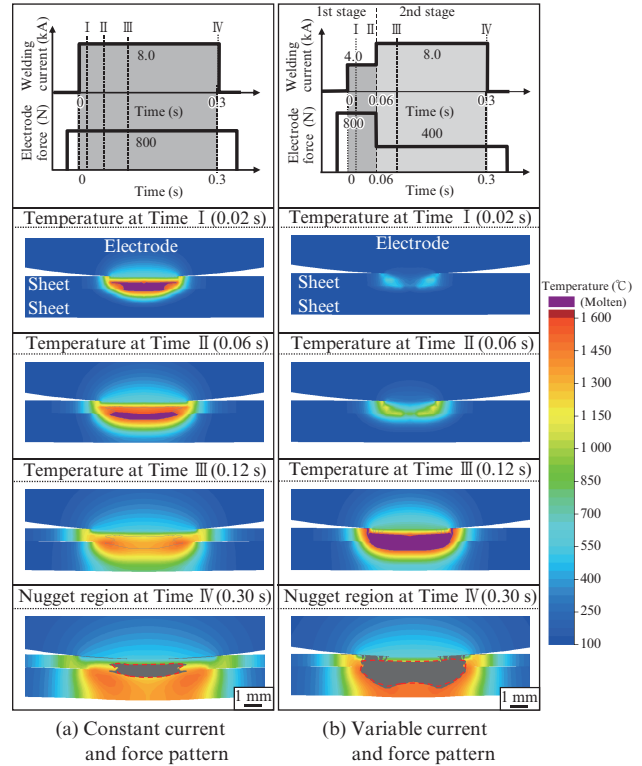 I II III IV
Welding current (kA)
8.0
0 0.3
Time (s)
Electrode force (N)
800
0 0.3
Time (s)
1st stage 2nd stage
I II III IV
Welding current (kA)
4.0 8.0
0 0.06 0.3
Time (s)
Electrode force (N)
800 400
0 0.06 0.3
Time (s)
Temperature at Time Ⅰ (0.02 s)
Electrode
Sheet
Sheet
Temperature at Time Ⅱ (0.06 s)
Temperature at Time Ⅲ (0.12 s)
Nugget region at Time Ⅳ (0.30 s)
1 mm
Temperature at Time Ⅰ (0.02 s)
Electrode
Sheet
Sheet
Temperature at Time Ⅱ (0.06 s)
Temperature at Time Ⅲ (0.12 s)
Nugget region at Time Ⅳ (0.30 s)
1 mm
Temperature (℃)
(Molten)
1 600
1 450
1 300
1 150
1 000
850
700
550
400
250
100
(a) Constant current
and force pattern
(b) Variable current
and force pattern